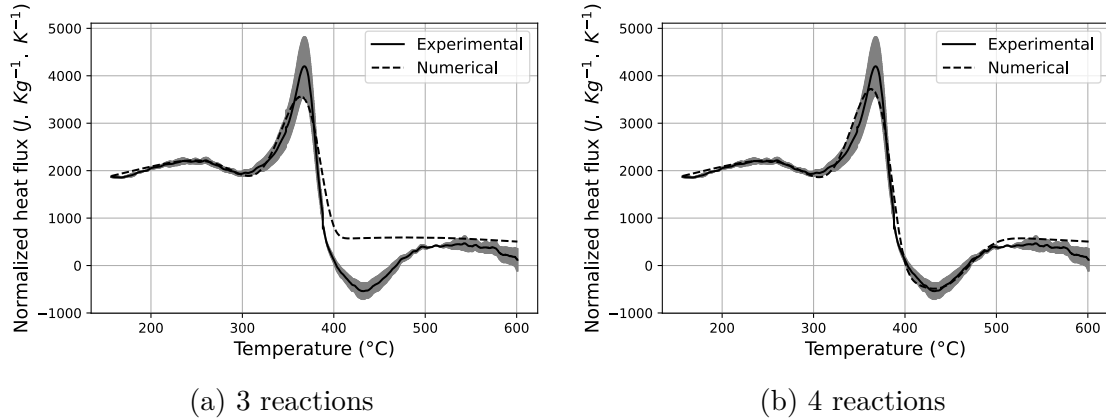 Normalized heat flux (J. Kg⁻¹. K⁻¹)
5000
4000
3000
2000
1000
0
−1000
200
300
400
500
600
Temperature (°C)
Experimental
Numerical
(a) 3 reactions
Normalized heat flux (J. Kg⁻¹. K⁻¹)
5000
4000
3000
2000
1000
0
−1000
200
300
400
500
600
Temperature (°C)
Experimental
Numerical
(b) 4 reactions